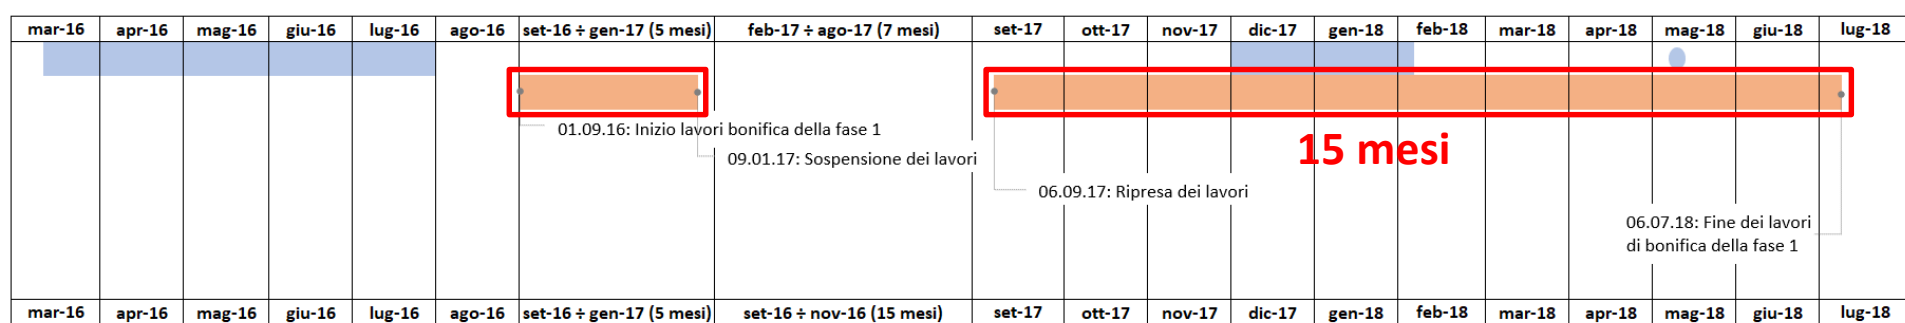 mar-16 apr-16 mag-16 giu-16 lug-16 ago-16 set-16 ÷ gen-17 (5 mesi) feb-17 ÷ ago-17 (7 mesi) set-17 ott-17 nov-17 dic-17 gen-18 feb-18 mar-18 apr-18 mag-18 giu-18 lug-18
01.09.16: Inizio lavori bonifica della fase 1
15 mesi
09.01.17: Sospensione dei lavori
06.09.17: Ripresa dei lavori
06.07.18: Fine dei lavori
di bonifica della fase 1
mar-16 apr-16 mag-16 giu-16 lug-16 ago-16 set-16 ÷ gen-17 (5 mesi) set-16 ÷ nov-16 (15 mesi) set-17 ott-17 nov-17 dic-17 gen-18 feb-18 mar-18 apr-18 mag-18 giu-18 lug-18